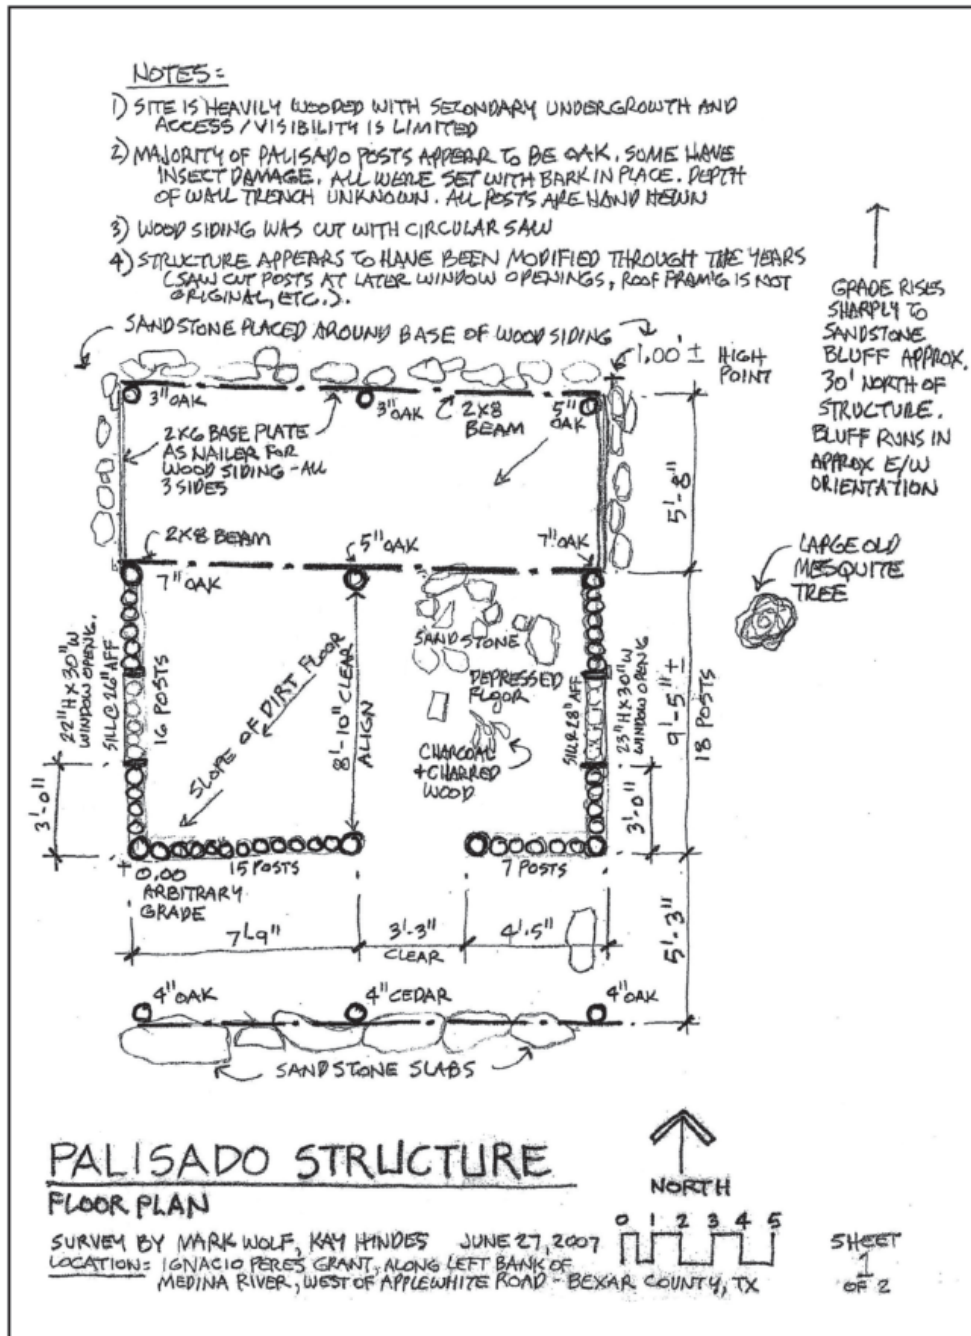 NOTES:
1) SITE IS HEAVILY WOODED WITH SECONDARY UNDERGROWTH AND
ACCESS/VISIBILITY IS LIMITED
2) MAJORITY OF PALISADO POSTS APPEAR TO BE OAK. SOME HAVE
INSECT DAMAGE. ALL WERE SET WITH BARK IN PLACE. DEPTH
OF WALL TRENCH UNKNOWN. ALL POSTS ARE HAND HEWN
3) WOOD SIDING WAS CUT WITH CIRCULAR SAW
4) STRUCTURE APPEARS TO HAVE BEEN MODIFIED THROUGH THE YEARS
(SAW CUT POSTS AT LATER WINDOW OPENINGS, ROOF FRAM'G IS NOT
ORIGINAL, ETC.).
GRADE RISES
SHARPLY TO
SANDSTONE
BLUFF APPROX.
30' NORTH OF
STRUCTURE.
BLUFF RUNS IN
APPROX E/W
ORIENTATION
SANDSTONE PLACED AROUND BASE OF WOOD SIDING
1.00' ± HIGH
POINT
3" OAK
3" OAK
2X8
BEAM
5"
OAK
2X6 BASE PLATE
AS NAILER FOR
WOOD SIDING - ALL
3 SIDES
5'-8"
2X8 BEAM
5" OAK
7" OAK
7" OAK
LARGE OLD
MESQUITE
TREE
22"H X 30"W
WINDOW OPEN'G.
SILL @ 26" AFF
16 POSTS
SLOPE OF DIRT FLOOR
8'-10" CLEAR
ALIGN
SANDSTONE
DEPRESSED
FLOOR
CHARCOAL
+ CHARRED
WOOD
SILL @ 28" AFF
23"H X 30"W
WINDOW OPEN'G
9'-5" ±
18 POSTS
3'-0"
3'-0"
+0.00
ARBITRARY
GRADE
15 POSTS
7 POSTS
7'-9"
3'-3"
CLEAR
4'-5"
5'-3"
4" OAK
4" CEDAR
4" OAK
SANDSTONE SLABS
PALISADO STRUCTURE
FLOOR PLAN
NORTH
0 1 2 3 4 5
SURVEY BY MARK WOLF, KAY HINDES JUNE 27, 2007
LOCATION: IGNACIO PERES GRANT, ALONG LEFT BANK OF
MEDINA RIVER, WEST OF APPLEWHITE ROAD - BEXAR COUNTY, TX
SHEET
1
OF 2